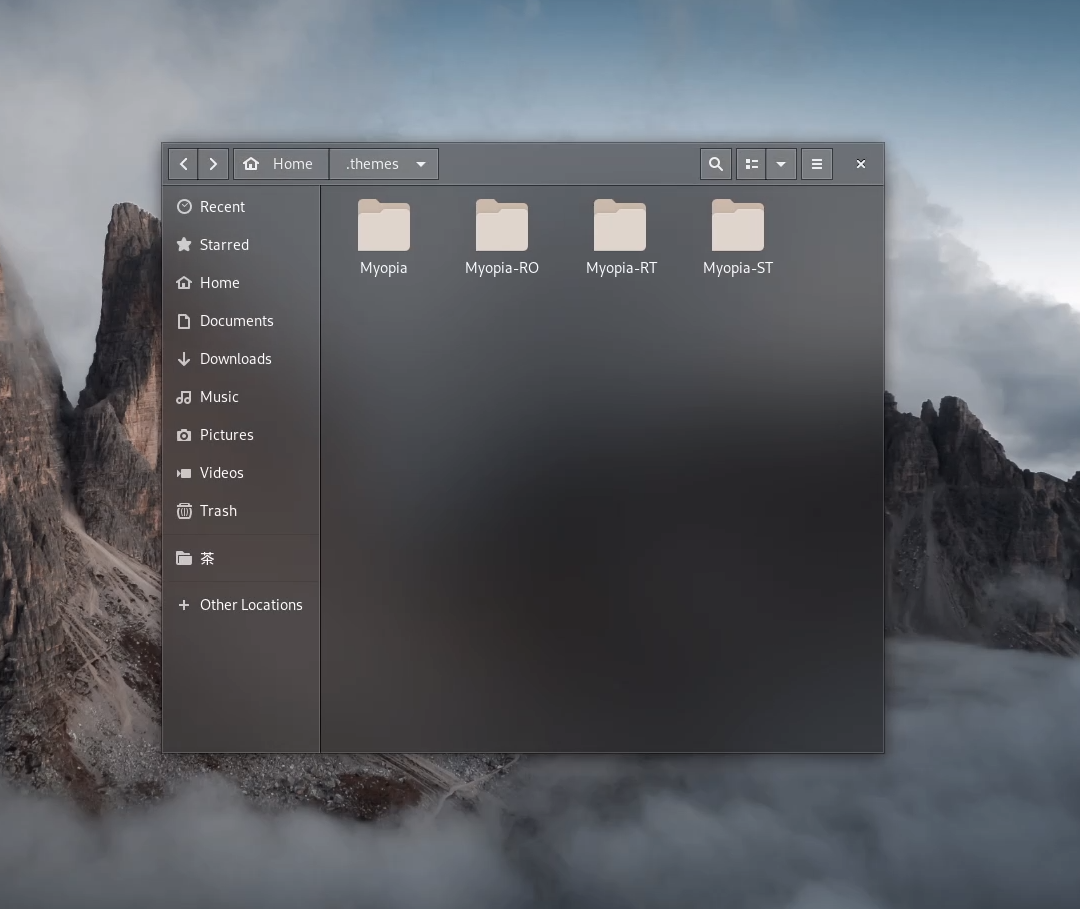 Home
.themes
Recent
Starred
Home
Documents
Downloads
Music
Pictures
Videos
Trash
茶
Other Locations
Myopia
Myopia-RO
Myopia-RT
Myopia-ST